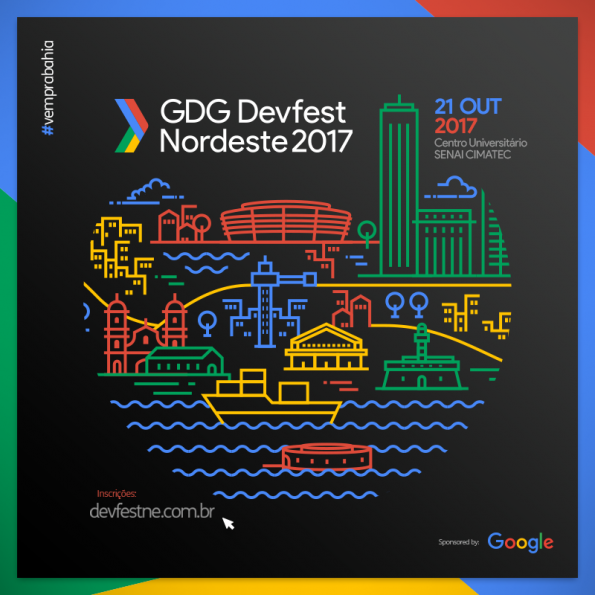 #vemprabahia
GDG Devfest
Nordeste 2017
21 OUT
2017
Centro Universitário
SENAI CIMATEC
Inscrições:
devfestne.com.br
Sponsored by: Google